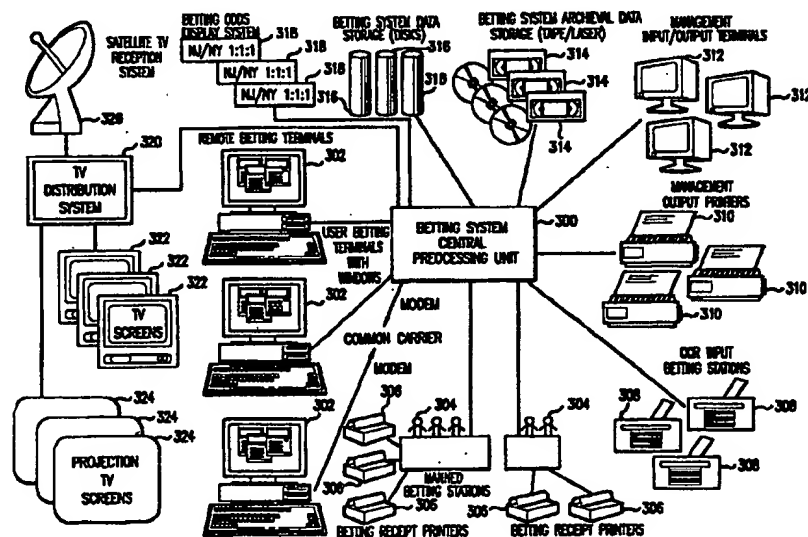 SATELLITE TV
RECEPTION
SYSTEM
326
320
TV
DISTRIBUTION
SYSTEM
322
322
322
TV
SCREENS
324
324
324
PROJECTION
TV
SCREENS
BETTING ODDS
DISPLAY SYSTEM
318
NJ/NY 1:1:1
318
NJ/NY 1:1:1
318
NJ/NY 1:1:1
BETTING SYSTEM DATA
STORAGE (DISKS)
316
316
316
BETTING SYSTEM ARCHIEVAL DATA
STORAGE (TAPE/LASER)
314
314
314
MANAGEMENT
INPUT/OUTPUT TERMINALS
312
312
312
REMOTE BETTING TERMINALS
302
USER BETTING
TERMINALS
WITH
WINDOWS
302
302
BETTING SYSTEM
CENTRAL
PREOCESSING UNIT
300
MANAGEMENT
OUTPUT PRINTERS
310
310
310
MODEM
COMMON CARRIER
MODEM
OCR INPUT
BETTING STATIONS
308
308
308
306
304
306
306
MANNED
BETTING STATIONS
BETTING RECEIPT PRINTERS
304
306
306
BETTING RECEIPT PRINTERS